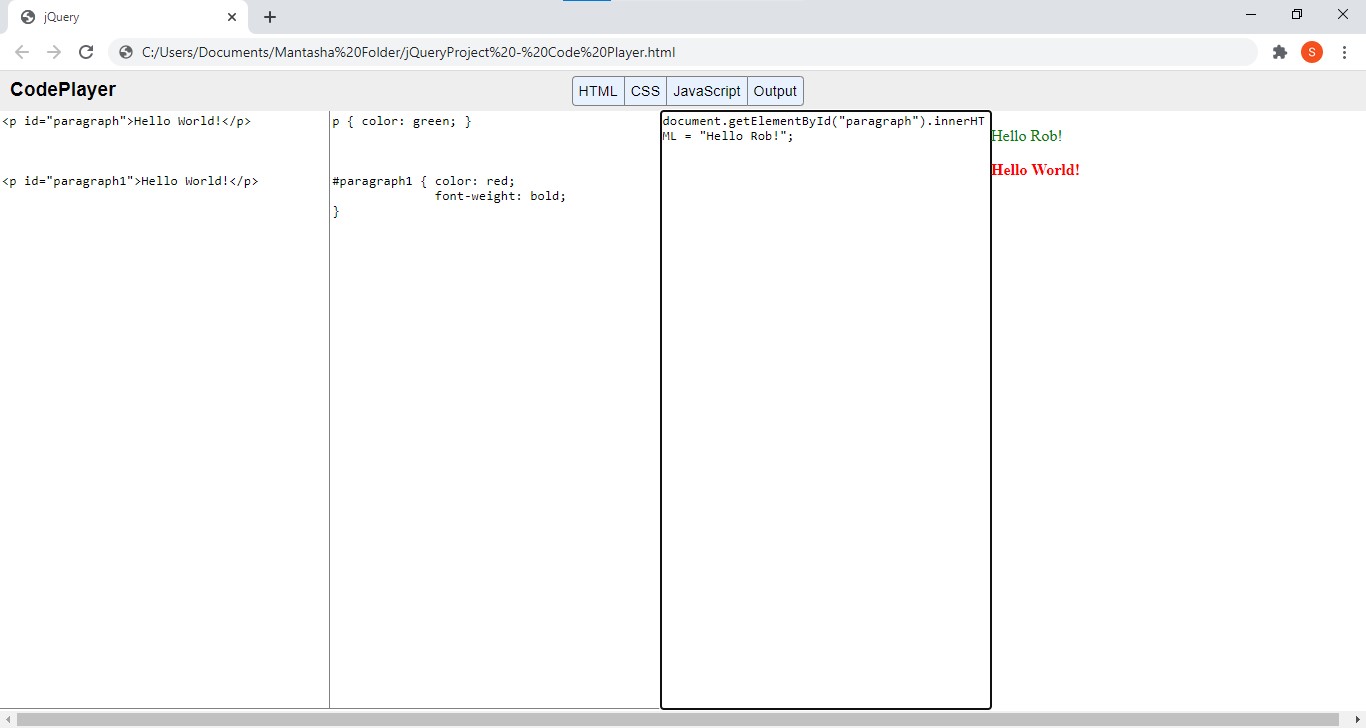 jQuery
C:/Users/Documents/Mantasha%20Folder/jQueryProject%20-%20Code%20Player.html
S
CodePlayer
HTML CSS JavaScript Output
<p id="paragraph">Hello World!</p>
<p id="paragraph1">Hello World!</p>
p { color: green; }
#paragraph1 { color: red;
font-weight: bold;
}
document.getElementById("paragraph").innerHT
ML = "Hello Rob!";
Hello Rob!
Hello World!